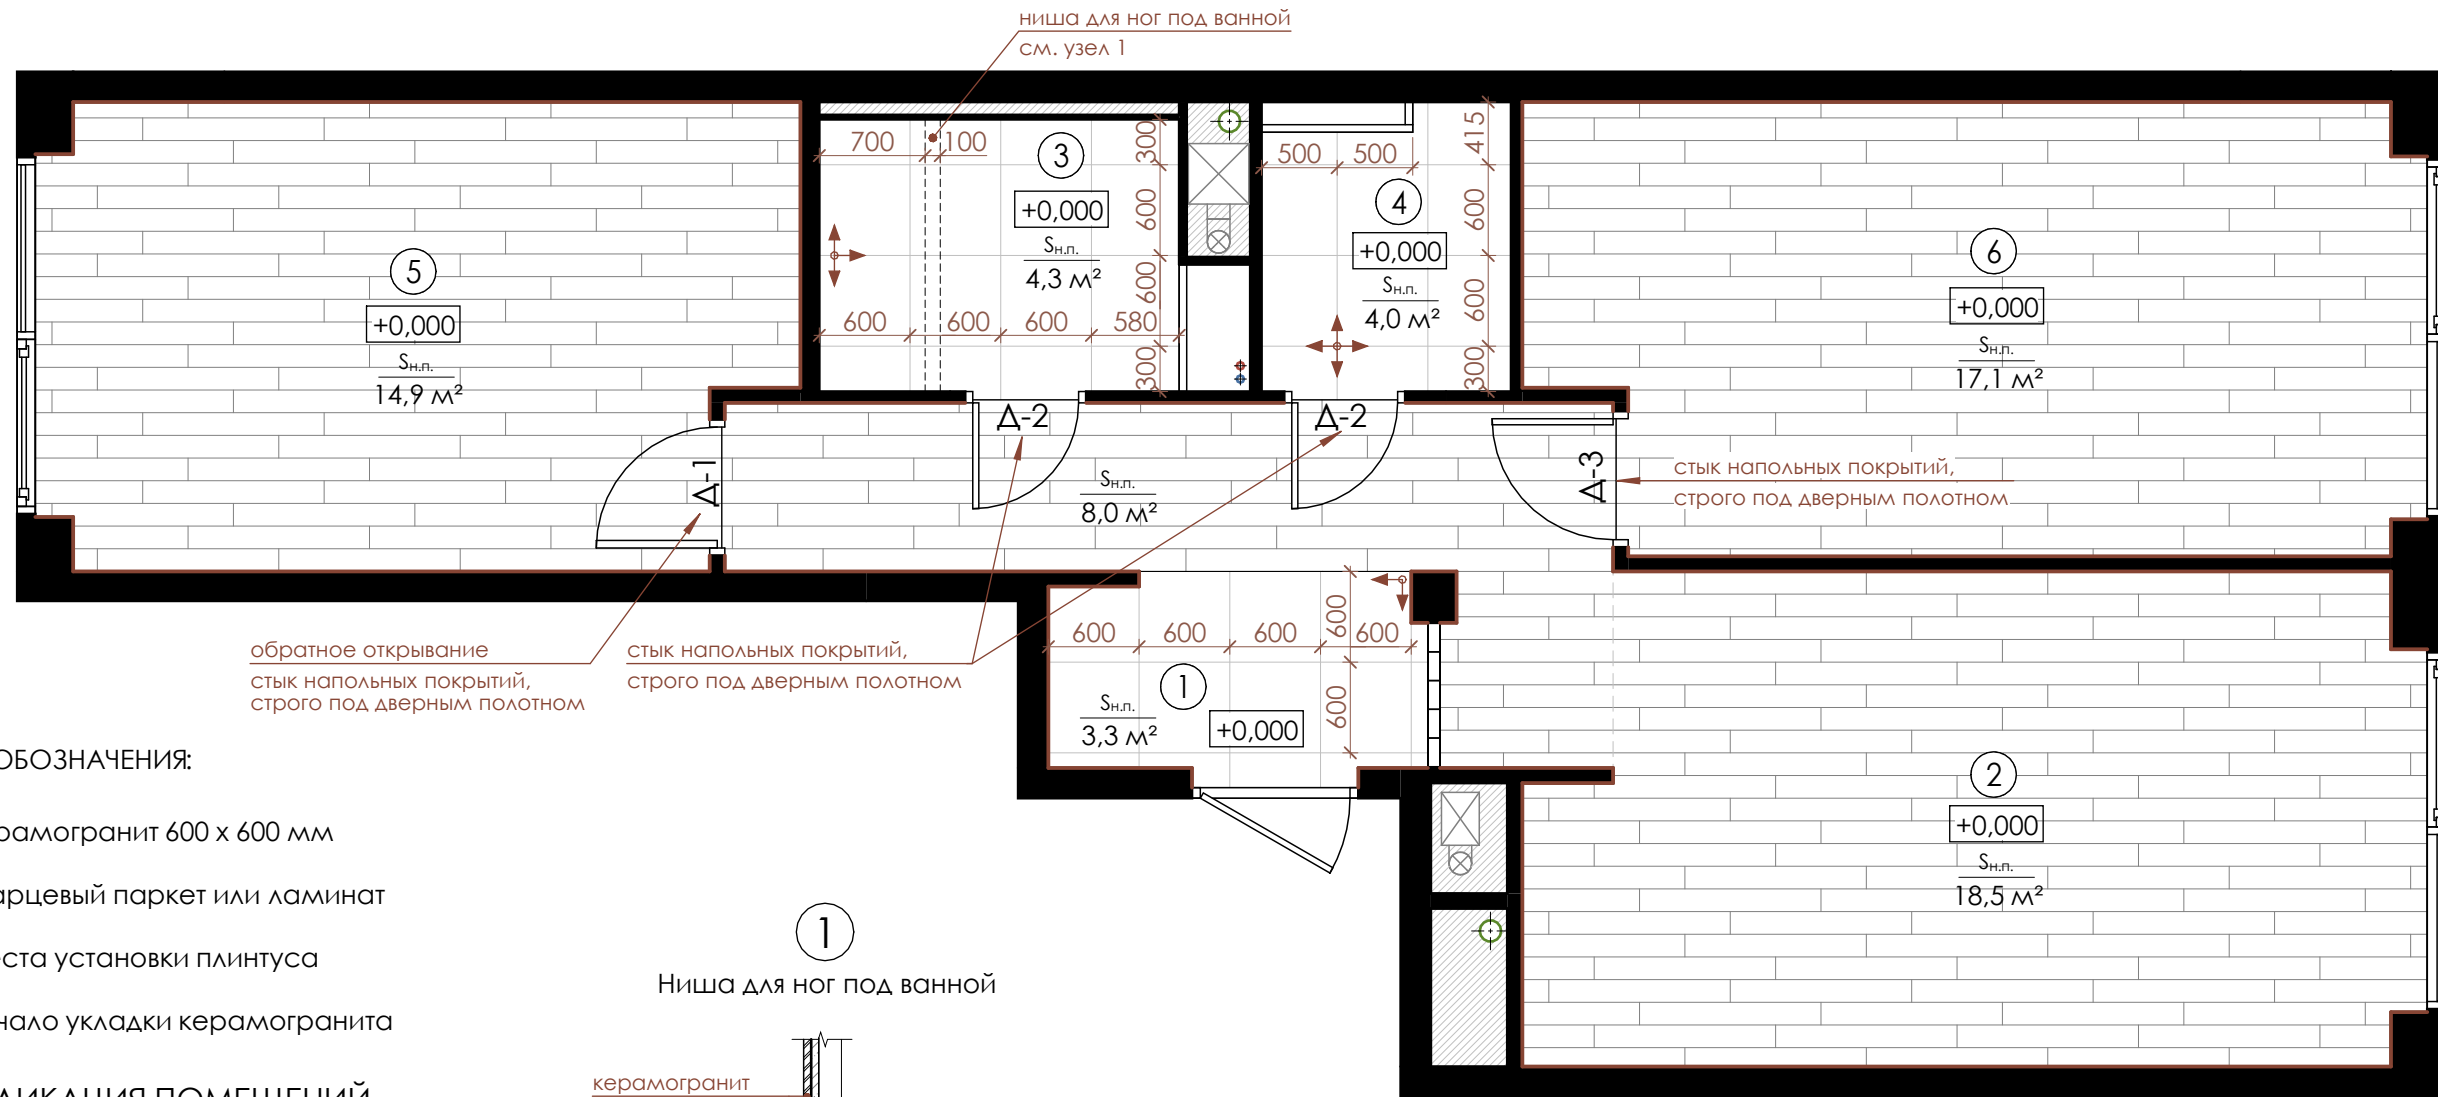 ниша для ног под ванной
см. узел 1
700
100
300
3
+0,000
Sн.п.
4,3 м²
600
600
300
600
600
600
580
500
500
415
4
+0,000
Sн.п.
4,0 м²
600
600
300
5
+0,000
Sн.п.
14,9 м²
6
+0,000
Sн.п.
17,1 м²
Д-2
Д-2
Д-1
Д-3
Sн.п.
8,0 м²
стык напольных покрытий,
строго под дверным полотном
обратное открывание
стык напольных покрытий,
строго под дверным полотном
стык напольных покрытий,
строго под дверным полотном
600
600
600
600
600
600
1
Sн.п.
3,3 м²
+0,000
2
+0,000
Sн.п.
18,5 м²
ОБОЗНАЧЕНИЯ:
рамогранит 600 х 600 мм
арцевый паркет или ламинат
ста установки плинтуса
чало укладки керамогранита
ЛИКАЦИЯ ПОМЕЩЕНИЙ
1
Ниша для ног под ванной
керамогранит